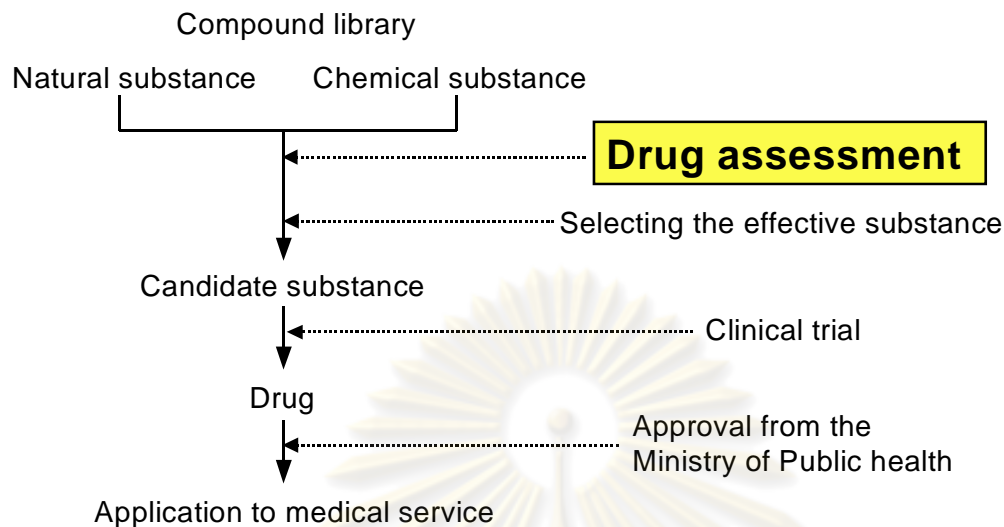 Compound library
Natural substance
Chemical substance
Drug assessment
Selecting the effective substance
Candidate substance
Clinical trial
Drug
Approval from the
Ministry of Public health
Application to medical service